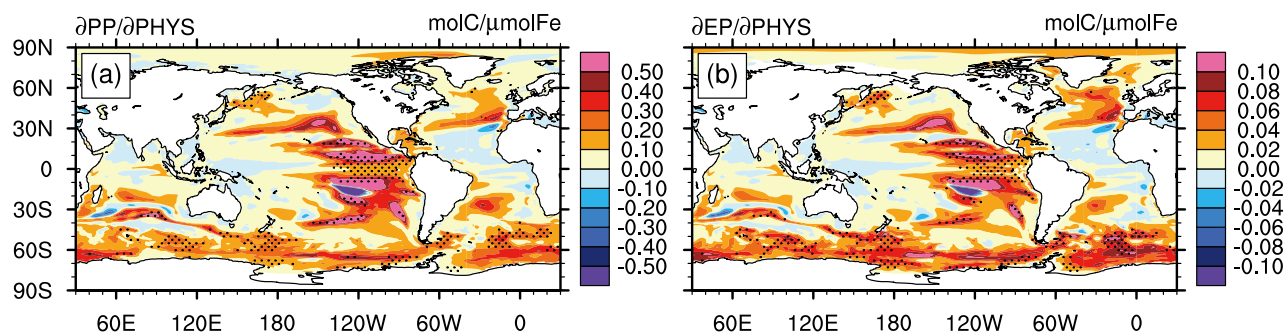 ∂PP/∂PHYS molC/μmolFe
(a)
90N
60N
30N
0
30S
60S
90S
60E 120E 180 120W 60W 0
0.50
0.40
0.30
0.20
0.10
0.00
-0.10
-0.20
-0.30
-0.40
-0.50
∂EP/∂PHYS molC/μmolFe
(b)
60E 120E 180 120W 60W 0
0.10
0.08
0.06
0.04
0.02
0.00
-0.02
-0.04
-0.06
-0.08
-0.10